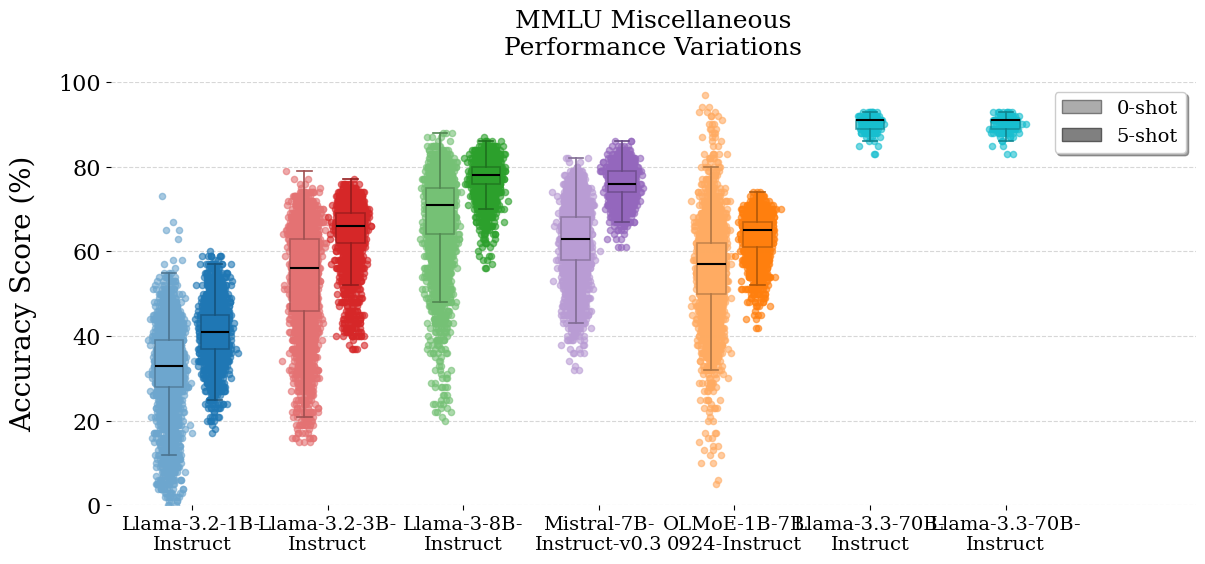 MMLU Miscellaneous
Performance Variations
Accuracy Score (%)
100
80
60
40
20
0
0-shot
5-shot
Llama-3.2-1B-
Instruct
Llama-3.2-3B-
Instruct
Llama-3-8B-
Instruct
Mistral-7B-
Instruct-v0.3
OLMoE-1B-7B-
0924-Instruct
Llama-3.3-70B-
Instruct
Llama-3.3-70B-
Instruct